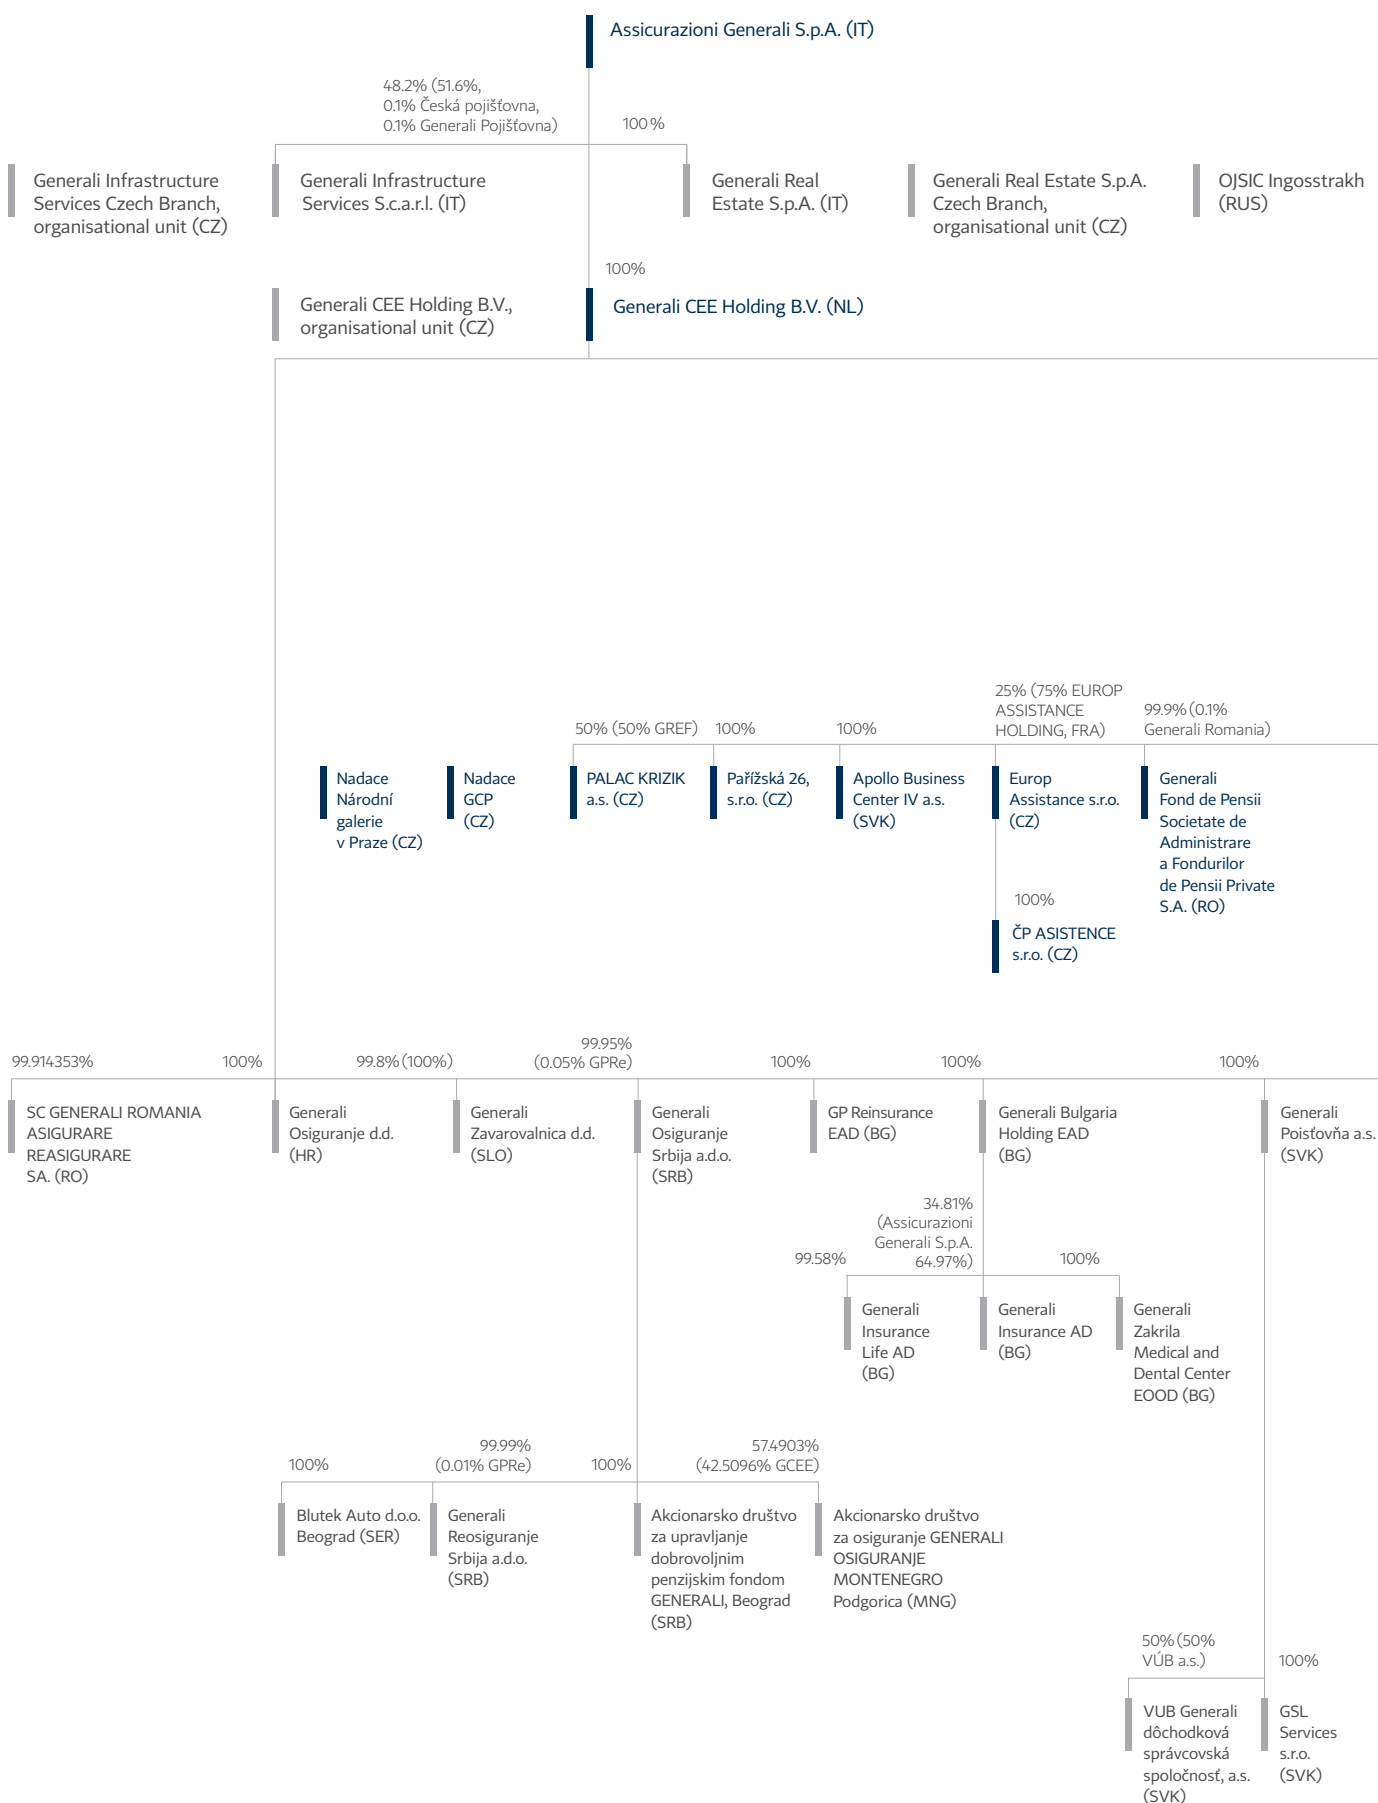 Assicurazioni Generali S.p.A. (IT)
48.2% (51.6%,
0.1% Česká pojišťovna,
0.1% Generali Pojišťovna)
100 %
Generali Infrastructure
Services Czech Branch,
organisational unit (CZ)
Generali Infrastructure
Services S.c.a.r.l. (IT)
Generali Real
Estate S.p.A. (IT)
Generali Real Estate S.p.A.
Czech Branch,
organisational unit (CZ)
OJSIC Ingosstrakh
(RUS)
100%
Generali CEE Holding B.V.,
organisational unit (CZ)
Generali CEE Holding B.V. (NL)
50% (50% GREF)
100%
100%
25% (75% EUROP
ASSISTANCE
HOLDING, FRA)
99.9% (0.1%
Generali Romania)
Nadace
Národní
galerie
v Praze (CZ)
Nadace
GCP
(CZ)
PALAC KRIZIK
a.s. (CZ)
Pařížská 26,
s.r.o. (CZ)
Apollo Business
Center IV a.s.
(SVK)
Europ
Assistance s.r.o.
(CZ)
Generali
Fond de Pensii
Societate de
Administrare
a Fondurilor
de Pensii Private
S.A. (RO)
100%
ČP ASISTENCE
s.r.o. (CZ)
99.914353%
100%
99.8% (100%)
99.95%
(0.05% GPRe)
100%
100%
100%
SC GENERALI ROMANIA
ASIGURARE
REASIGURARE
SA. (RO)
Generali
Osiguranje d.d.
(HR)
Generali
Zavarovalnica d.d.
(SLO)
Generali
Osiguranje
Srbija a.d.o.
(SRB)
GP Reinsurance
EAD (BG)
Generali Bulgaria
Holding EAD
(BG)
Generali
Poisťovňa a.s.
(SVK)
99.58%
34.81%
(Assicurazioni
Generali S.p.A.
64.97%)
100%
Generali
Insurance
Life AD
(BG)
Generali
Insurance AD
(BG)
Generali
Zakrila
Medical and
Dental Center
EOOD (BG)
100%
99.99%
(0.01% GPRe)
100%
57.4903%
(42.5096% GCEE)
Blutek Auto d.o.o.
Beograd (SER)
Generali
Reosiguranje
Srbija a.d.o.
(SRB)
Akcionarsko društvo
za upravljanje
dobrovoljnim
penzijskim fondom
GENERALI, Beograd
(SRB)
Akcionarsko društvo
za osiguranje GENERALI
OSIGURANJE
MONTENEGRO
Podgorica (MNG)
50% (50%
VÚB a.s.)
100%
VUB Generali
dôchodková
správcovská
spoločnosť, a.s.
(SVK)
GSL
Services
s.r.o.
(SVK)